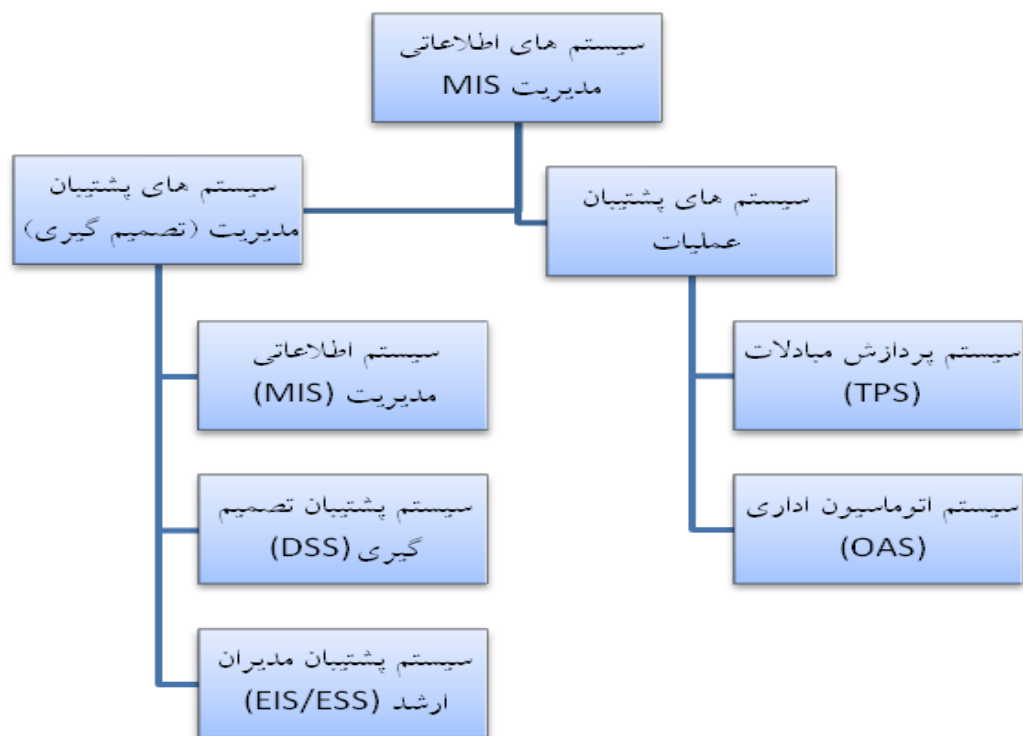 سیستم های اطلاعاتی
مدیریت MIS
سیستم های پشتیبان
عملیات
سیستم های پشتیبان
مدیریت (تصمیم گیری)
سیستم پردازش مبادلات
(TPS)
سیستم اتوماسیون اداری
(OAS)
سیستم اطلاعاتی
مدیریت (MIS)
سیستم پشتیبان تصمیم
گیری (DSS)
سیستم پشتیبان مدیران
ارشد (EIS/ESS)